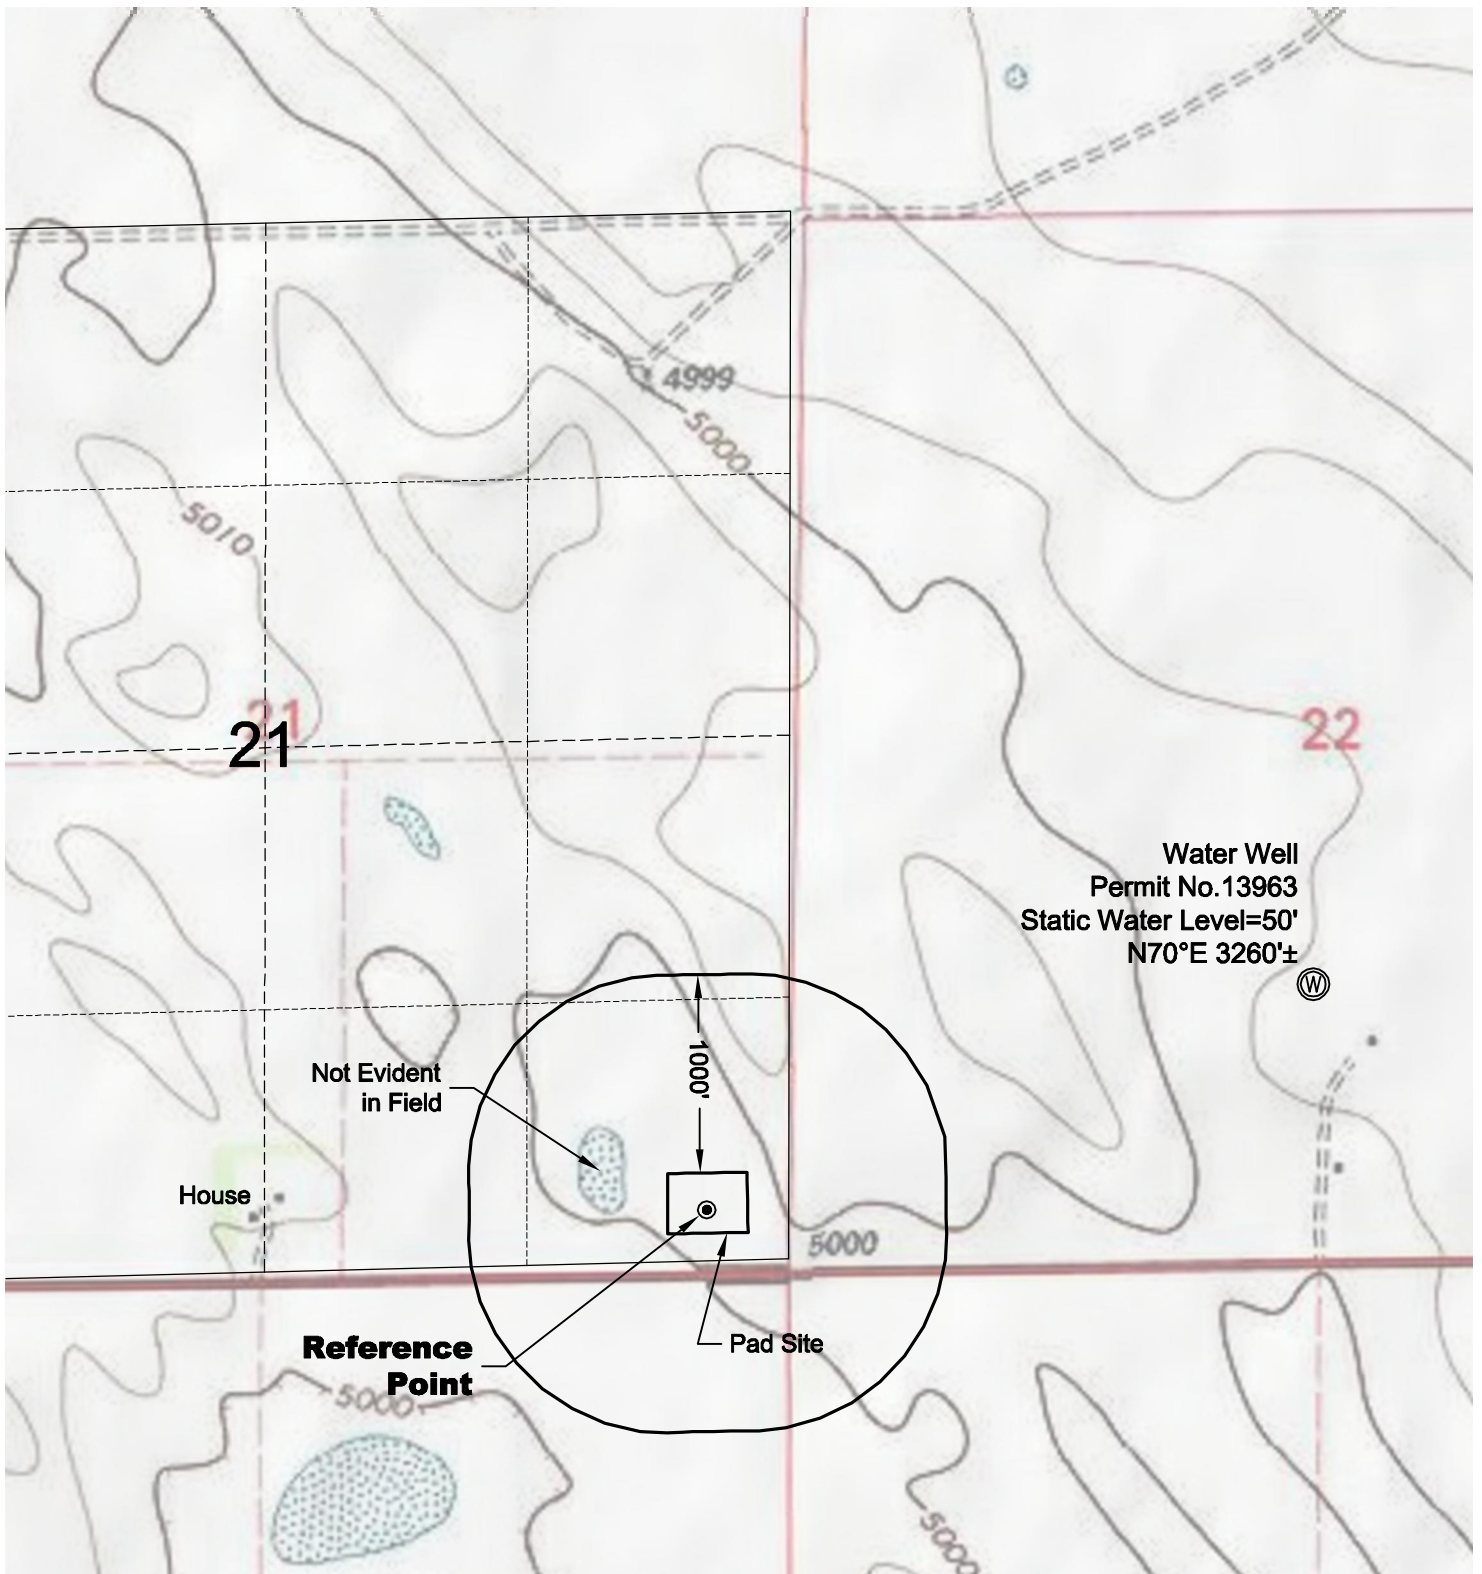 4999
5000
5010
21
21
22
Water Well
Permit No.13963
Static Water Level=50'
N70°E 3260'±
W
Not Evident
in Field
1000'
House
5000
Reference
Point
Pad Site
5000
5000